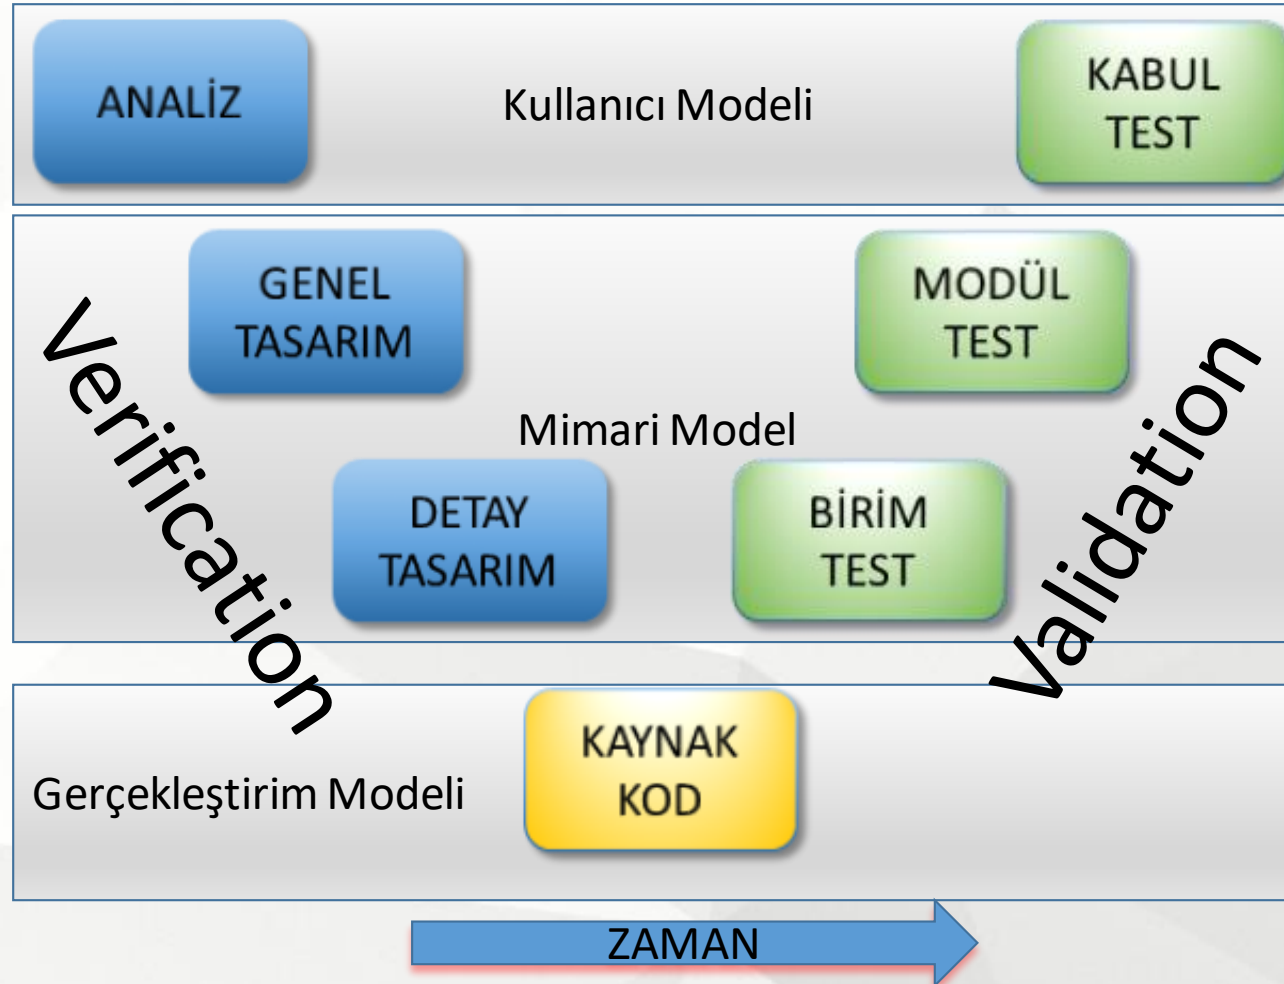 ANALİZ
Kullanıcı Modeli
KABUL
TEST
GENEL
TASARIM
MODÜL
TEST
Verification
Mimari Model
Validation
DETAY
TASARIM
BİRİM
TEST
Gerçekleştirim Modeli
KAYNAK
KOD
ZAMAN